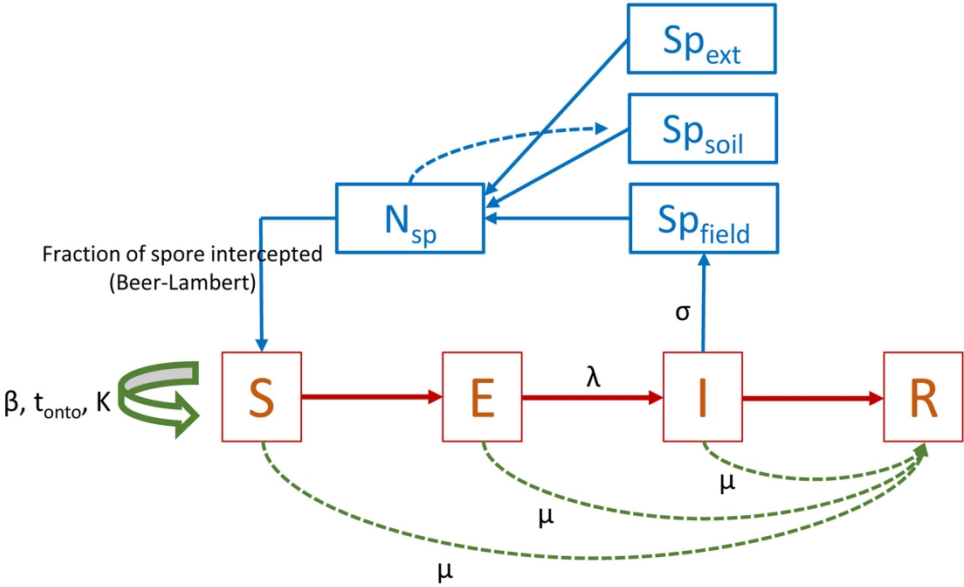 Sp_ext
Sp_soil
N_sp
Sp_field
Fraction of spore intercepted
(Beer-Lambert)
σ
β, t_onto, K
S
E
λ
I
R
μ
μ
μ